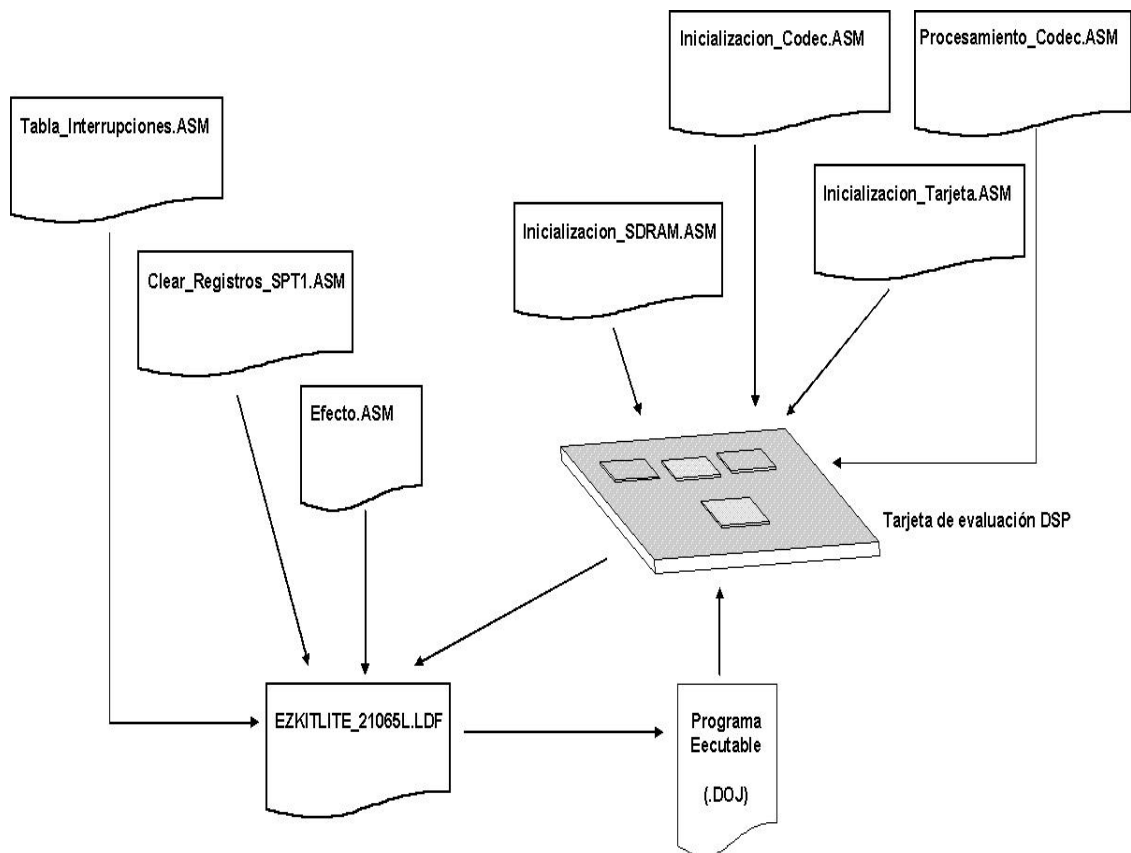 Inicializacion_Codec.ASM
Procesamiento_Codec.ASM
Tabla_Interrupciones.ASM
Inicializacion_Tarjeta.ASM
Inicializacion_SDRAM.ASM
Clear_Registros_SPT1.ASM
Efecto.ASM
Tarjeta de evaluación DSP
EZKITLITE_21065L.LDF
Programa
Eecutable
(.DOJ)